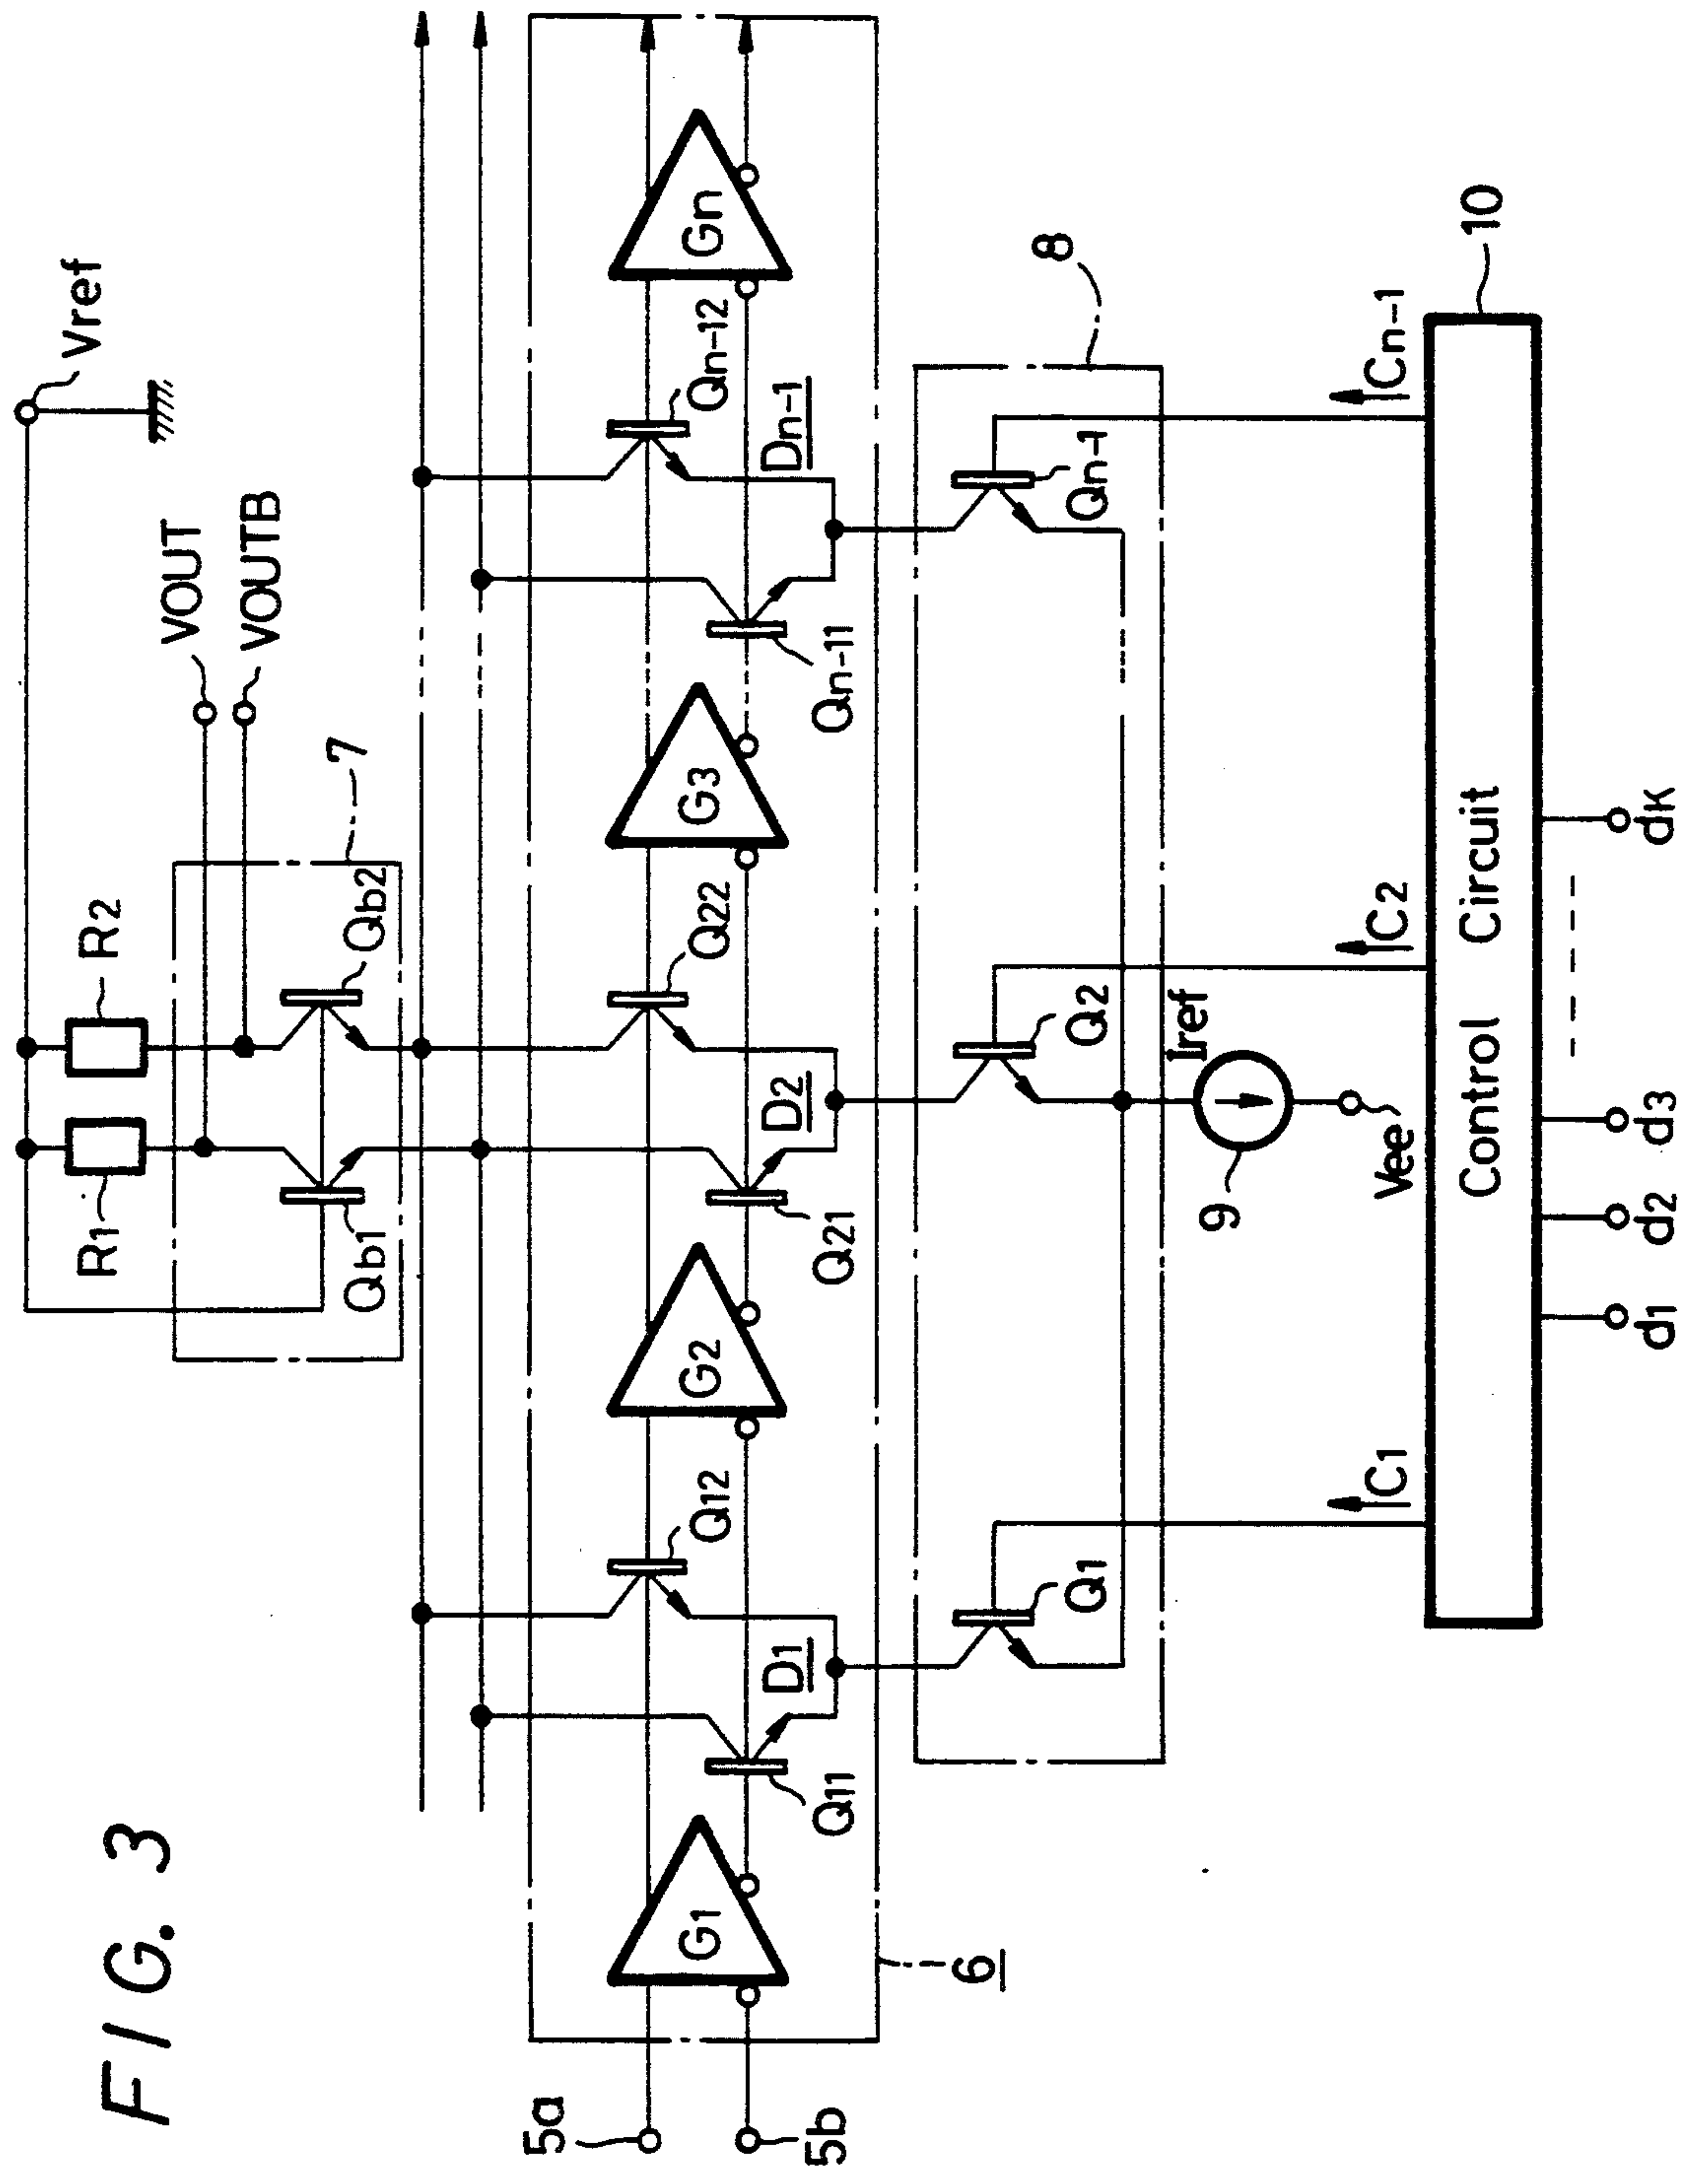 FIG. 3
Vref
R1
R2
VOUT
VOUTB
Qb1
Qb2
7
5a
5b
G1
Q11
Q12
D1
G2
Q21
Q22
D2
G3
Qn-11
Qn-12
Dn-1
Gn
6
8
Q1
Q2
Qn-1
Iref
9
Vee
C1
C2
Cn-1
10
Control Circuit
d1
d2
d3
dK